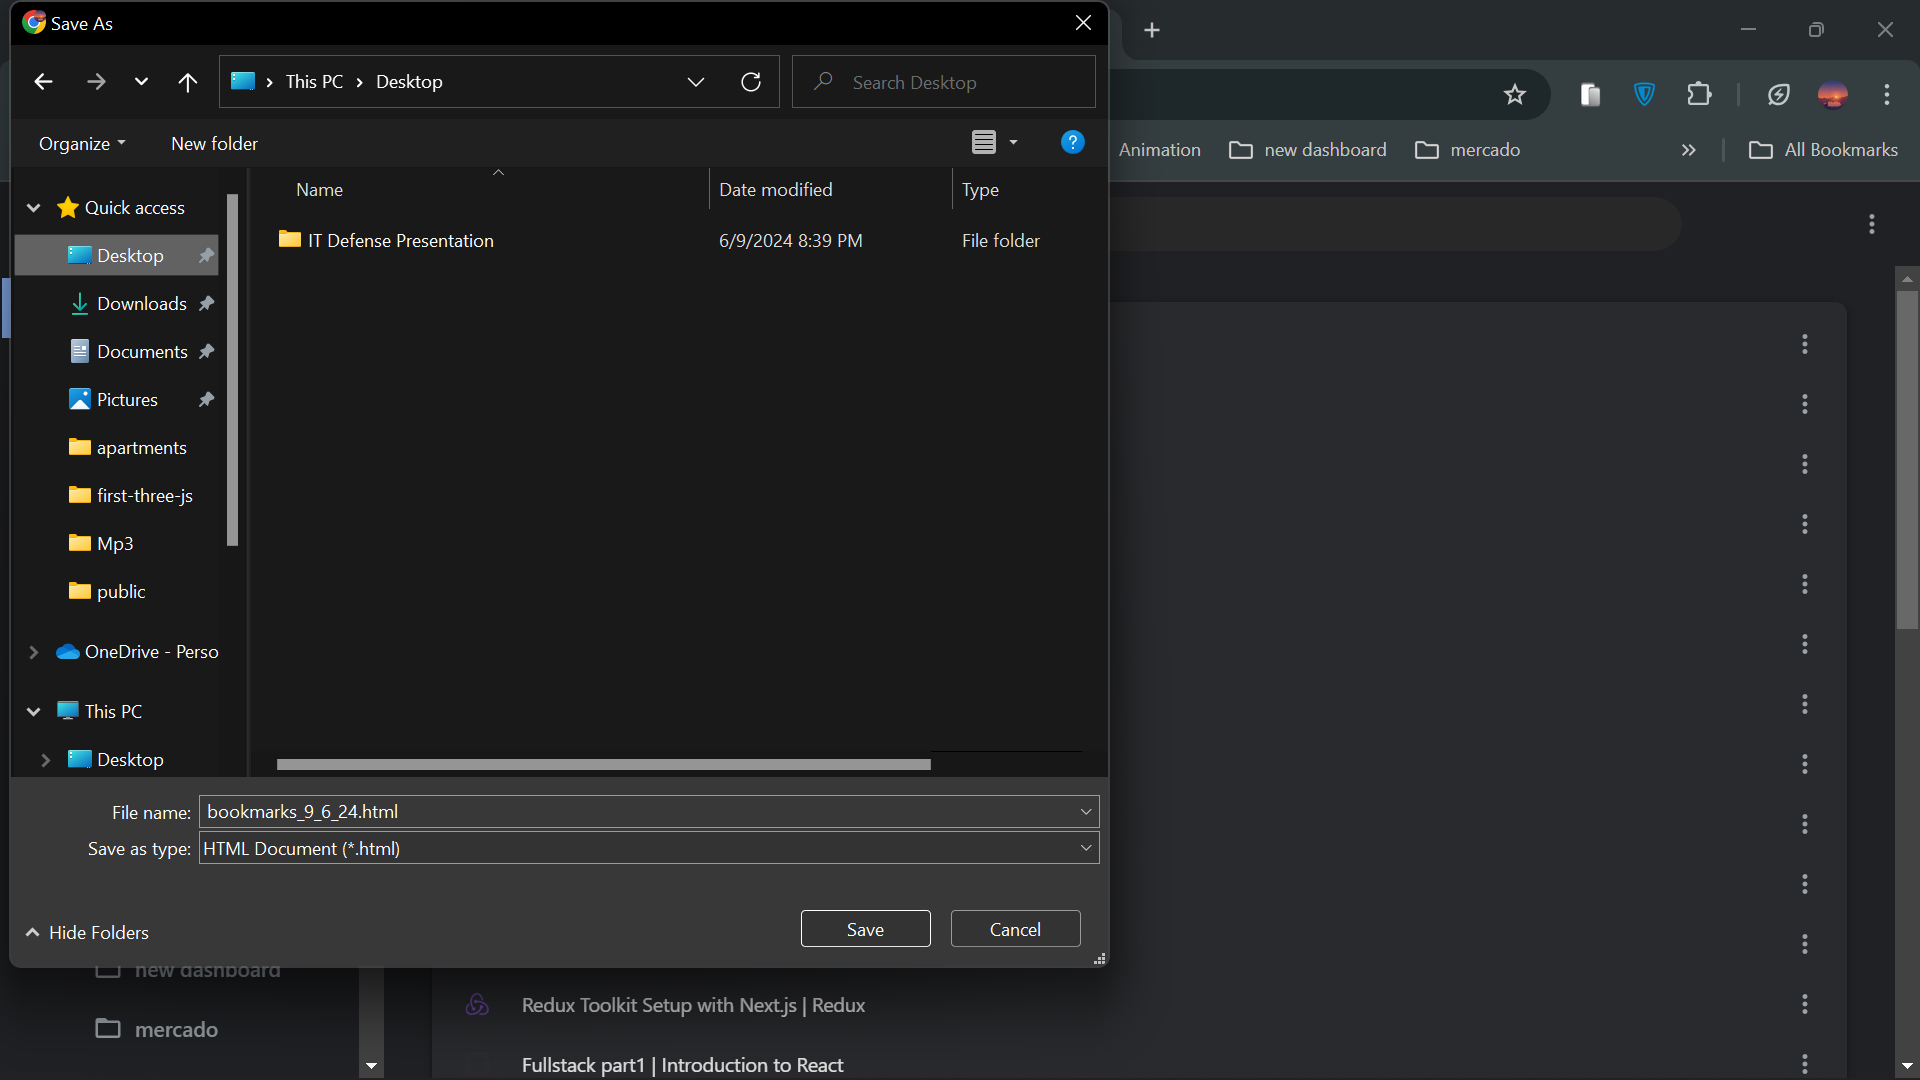 Save As
This PC
Desktop
Search Desktop
Organize
New folder
?
Animation
new dashboard
mercado
All Bookmarks
Name
Date modified
Type
Quick access
IT Defense Presentation
6/9/2024 8:39 PM
File folder
Desktop
Downloads
Documents
Pictures
apartments
first-three-js
Mp3
public
OneDrive - Perso
This PC
Desktop
File name:
bookmarks_9_6_24.html
Save as type:
HTML Document (*.html)
Hide Folders
Save
Cancel
new dashboard
mercado
Redux Toolkit Setup with Next.js | Redux
Fullstack part1 | Introduction to React